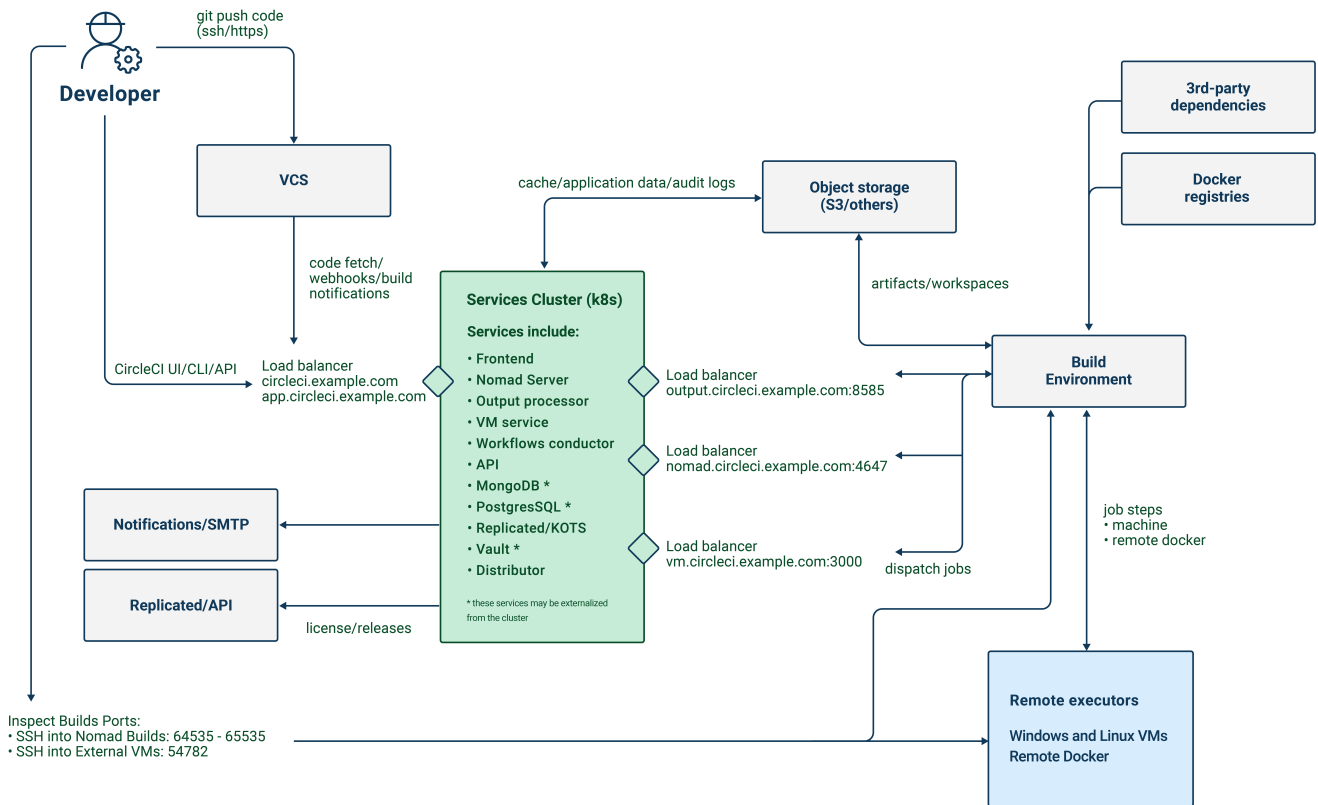 git push code
(ssh/https)
Developer
VCS
3rd-party
dependencies
Docker
registries
cache/application data/audit logs
Object storage
(S3/others)
code fetch/
webhooks/build
notifications
artifacts/workspaces
CircleCI UI/CLI/API
Load balancer
circleci.example.com
app.circleci.example.com
Services Cluster (k8s)
Services include:
• Frontend
• Nomad Server
• Output processor
• VM service
• Workflows conductor
• API
• MongoDB *
• PostgresSQL *
• Replicated/KOTS
• Vault *
• Distributor
* these services may be externalized
from the cluster
Load balancer
output.circleci.example.com:8585
Load balancer
nomad.circleci.example.com:4647
Load balancer
vm.circleci.example.com:3000
dispatch jobs
Build
Environment
job steps
• machine
• remote docker
Notifications/SMTP
Replicated/API
license/releases
Inspect Builds Ports:
• SSH into Nomad Builds: 64535 - 65535
• SSH into External VMs: 54782
Remote executors
Windows and Linux VMs
Remote Docker